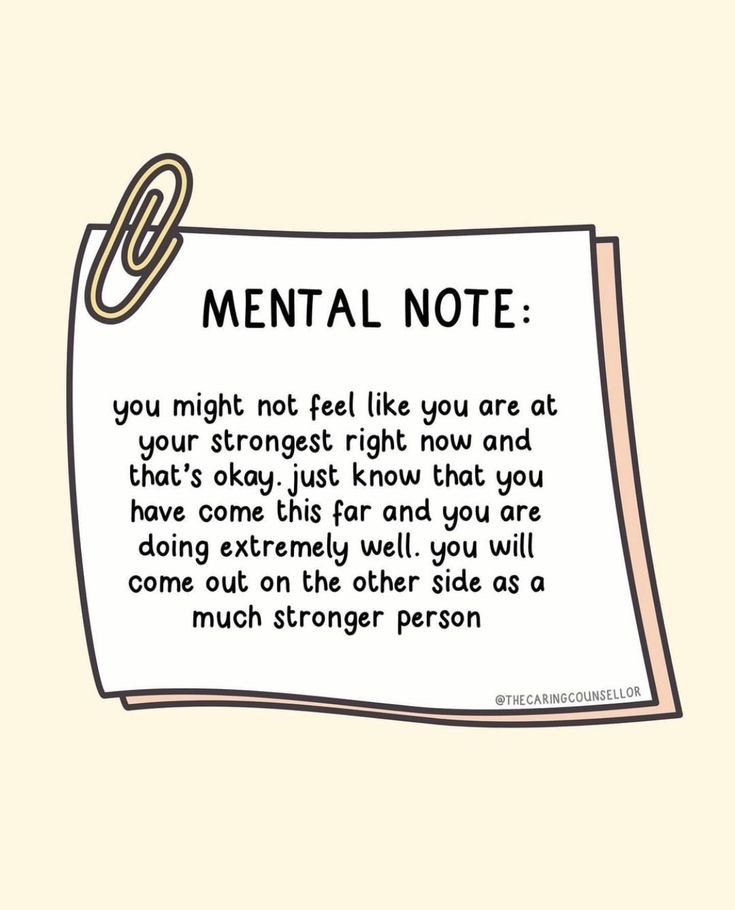 MENTAL NOTE:
you might not feel like you are at
your strongest right now and
that's okay. just know that you
have come this far and you are
doing extremely well. you will
come out on the other side as a
much stronger person
@THECARINGCOUNSELLOR